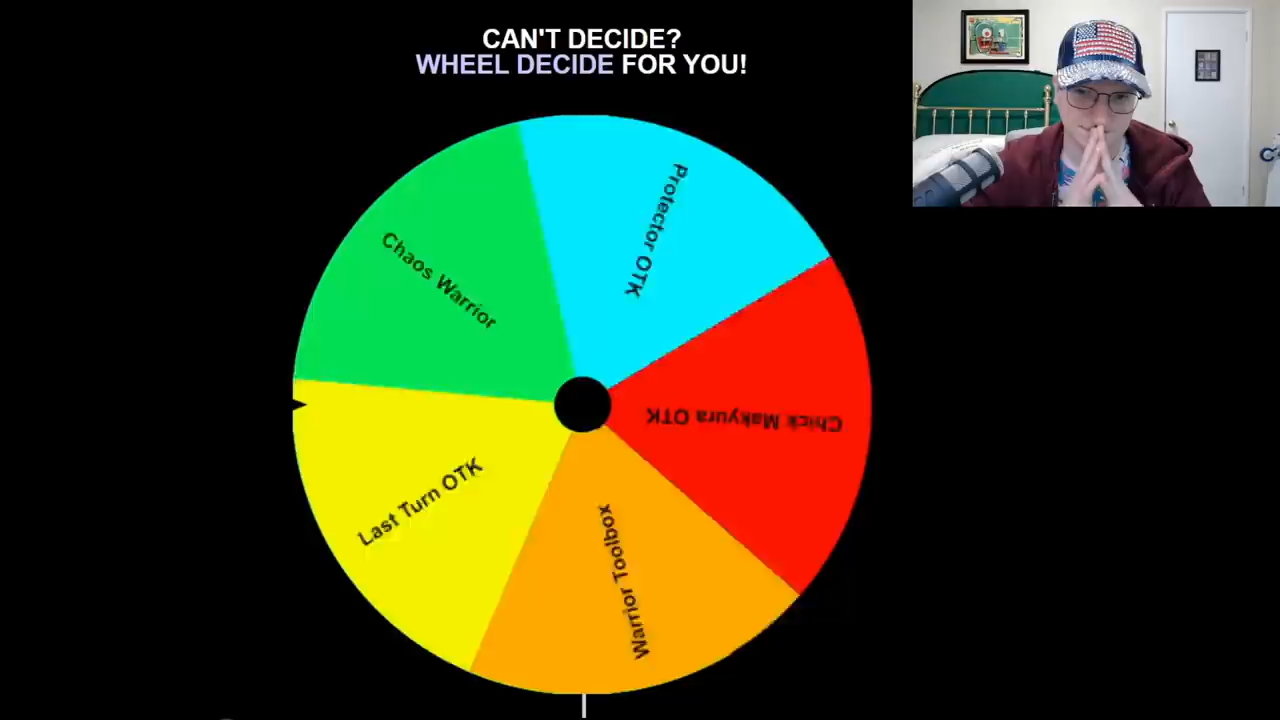 CAN'T DECIDE?
WHEEL DECIDE FOR YOU!
Protector OTK
Chaos Warrior
Chick Makyura OTK
Last Turn OTK
Warrior Toolbox